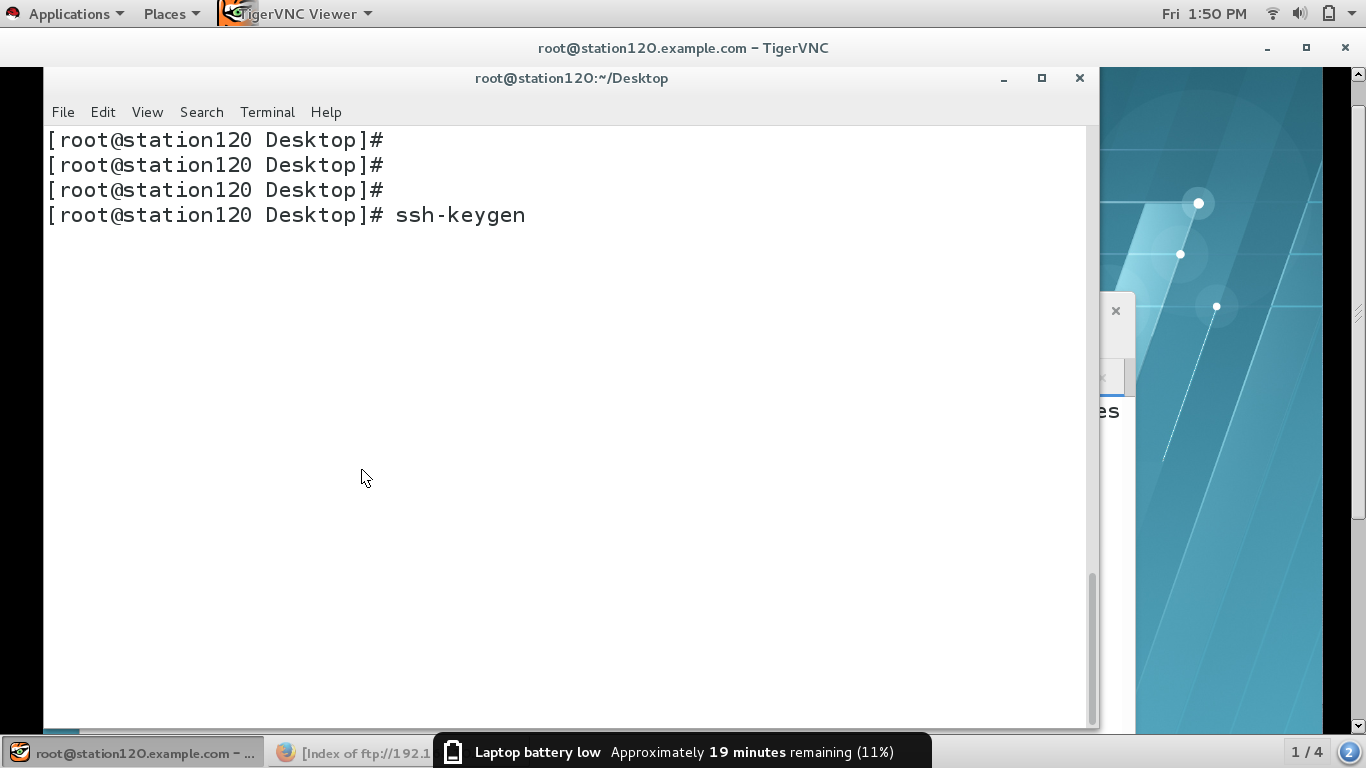 Applications Places TigerVNC Viewer Fri 1:50 PM
root@station120.example.com - TigerVNC
root@station120:~/Desktop
File Edit View Search Terminal Help
[root@station120 Desktop]#
[root@station120 Desktop]#
[root@station120 Desktop]#
[root@station120 Desktop]# ssh-keygen
es
root@station120.example.com - ... [Index of ftp://192.1 Laptop battery low Approximately 19 minutes remaining (11%) 1 / 4 2